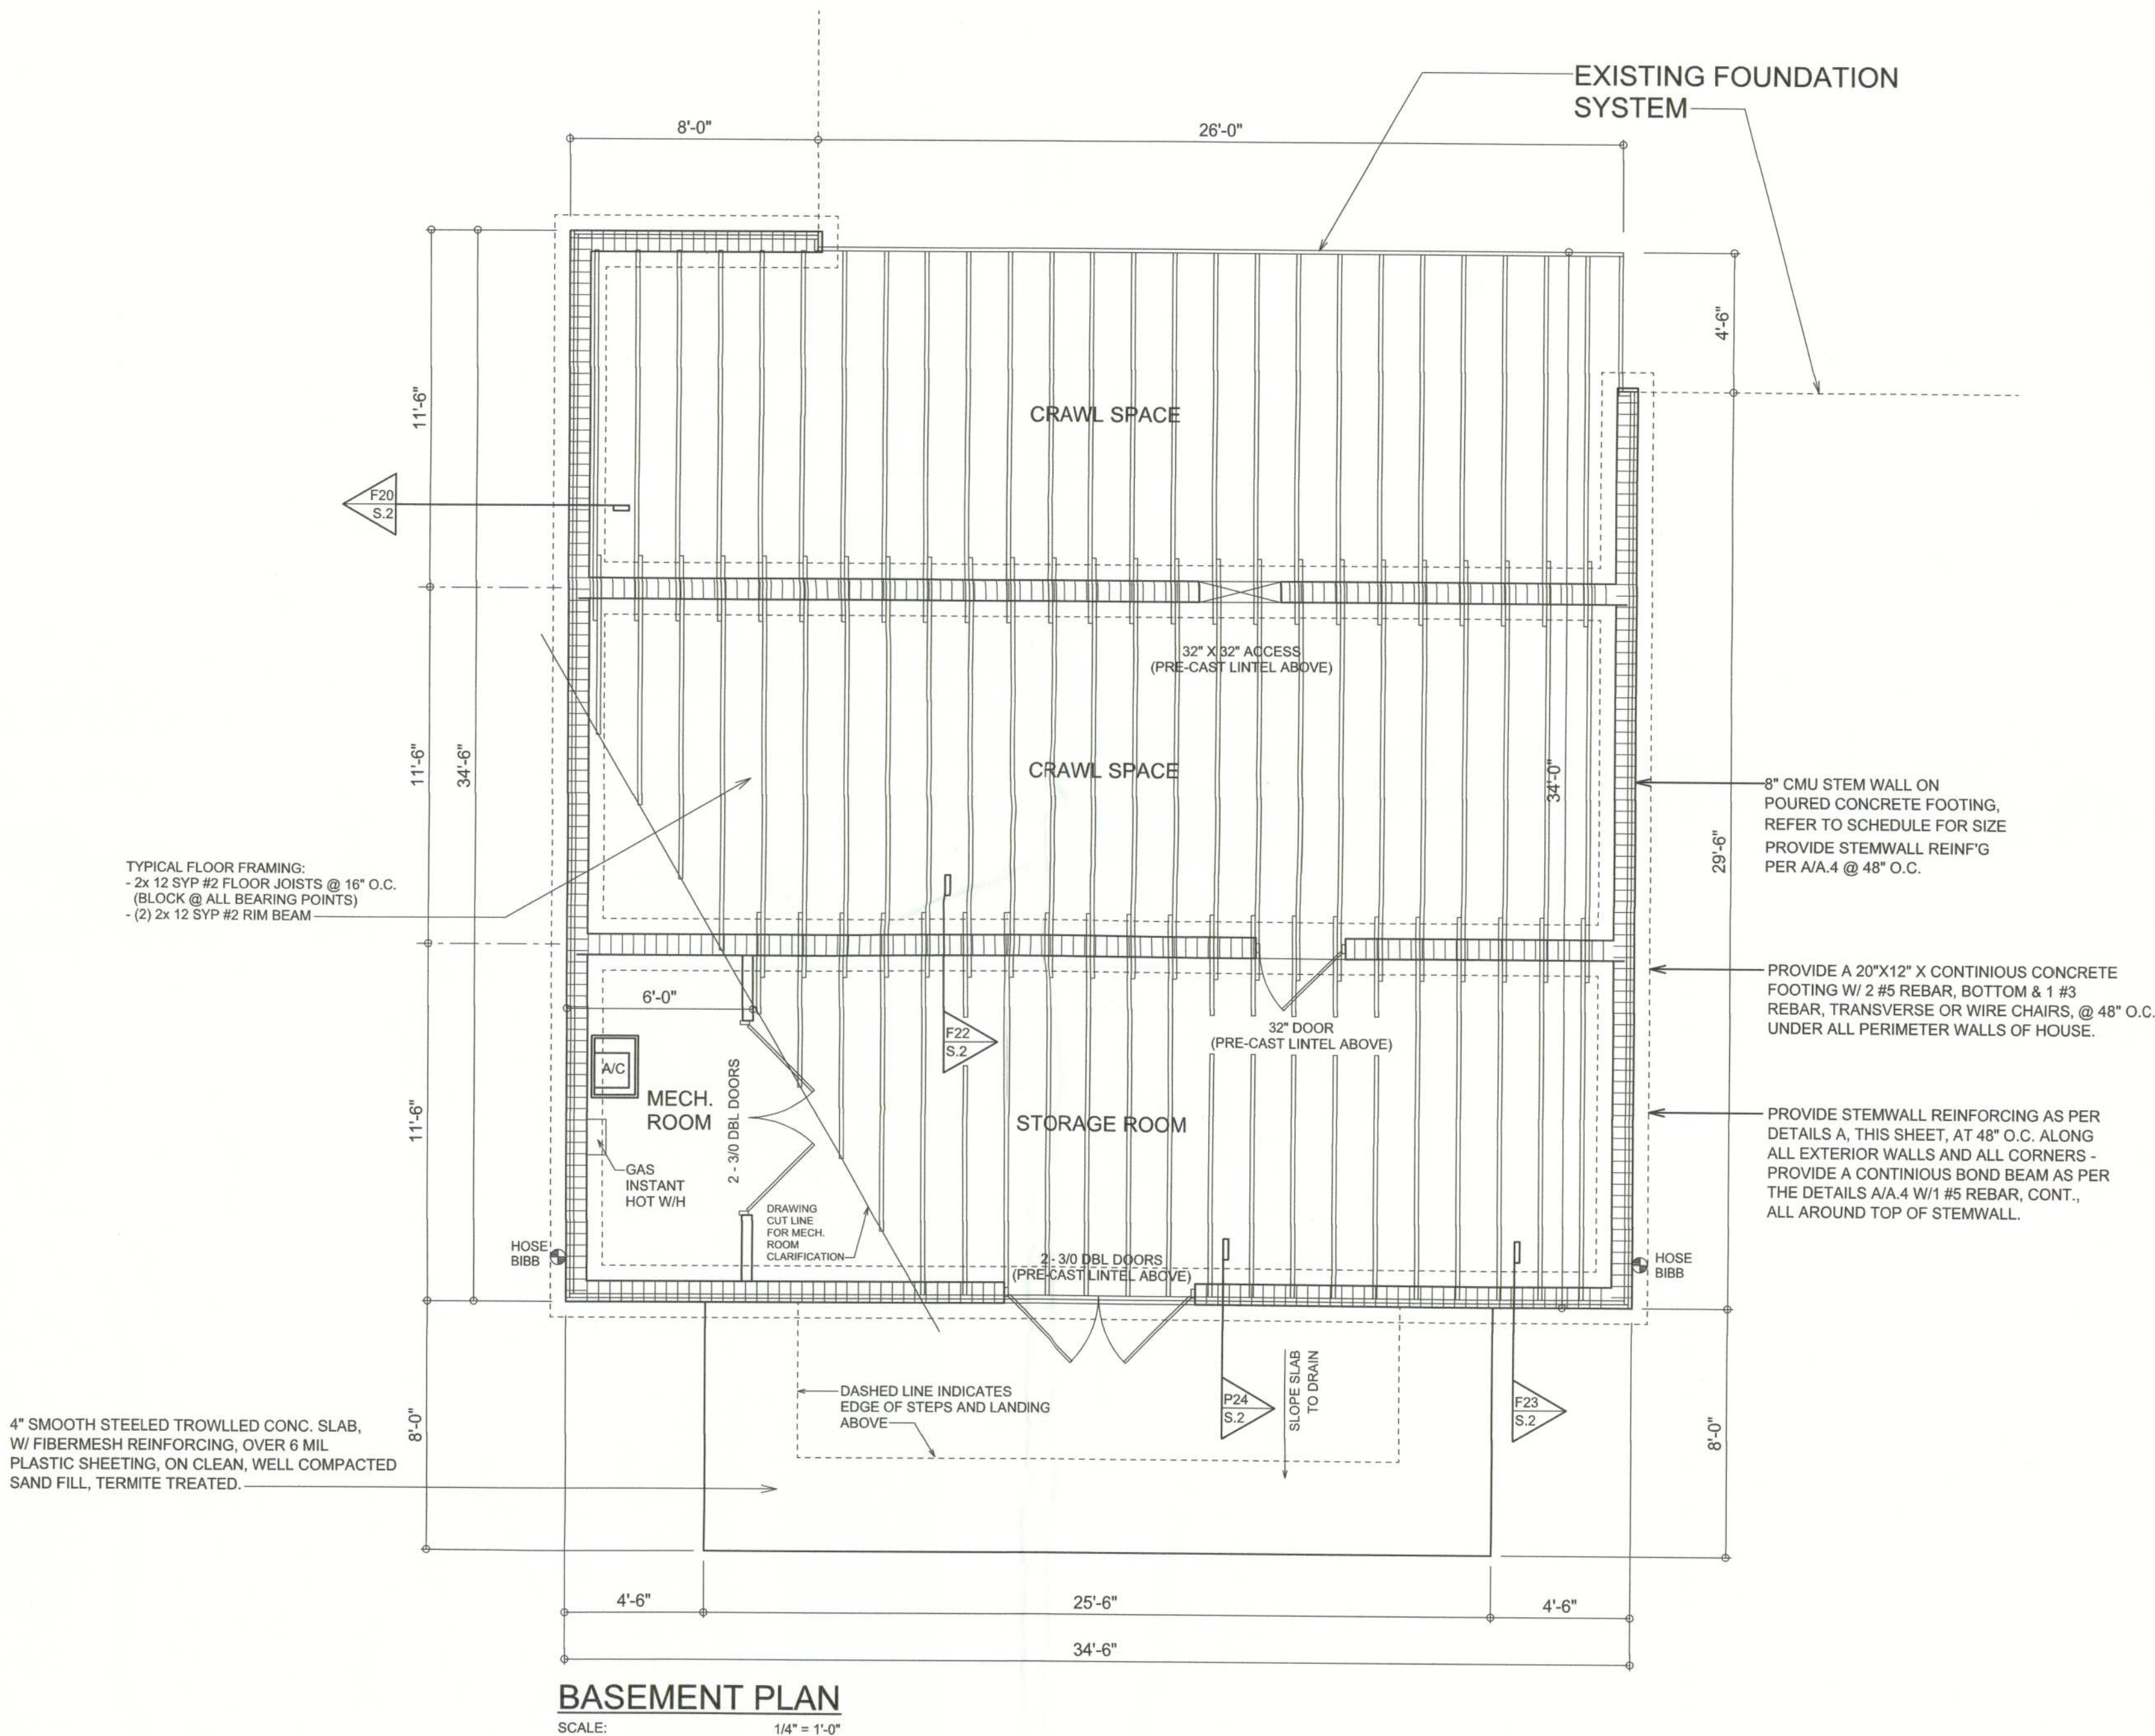 EXISTING FOUNDATION
SYSTEM
8'-0"
26'-0"
4'-6"
11'-6"
CRAWL SPACE
F20
S.2
32" X 32" ACCESS
(PRE-CAST LINTEL ABOVE)
11'-6"
34'-6"
CRAWL SPACE
34'-0"
29'-6"
8" CMU STEM WALL ON
POURED CONCRETE FOOTING,
REFER TO SCHEDULE FOR SIZE
PROVIDE STEMWALL REINF'G
PER A/A.4 @ 48" O.C.
TYPICAL FLOOR FRAMING:
- 2x 12 SYP #2 FLOOR JOISTS @ 16" O.C.
(BLOCK @ ALL BEARING POINTS)
- (2) 2x 12 SYP #2 RIM BEAM
PROVIDE A 20"X12" X CONTINIOUS CONCRETE
FOOTING W/ 2 #5 REBAR, BOTTOM & 1 #3
REBAR, TRANSVERSE OR WIRE CHAIRS, @ 48" O.C.
UNDER ALL PERIMETER WALLS OF HOUSE.
6'-0"
F22
S.2
32" DOOR
(PRE-CAST LINTEL ABOVE)
A/C
MECH.
ROOM
2 - 3/0 DBL DOORS
11'-6"
STORAGE ROOM
PROVIDE STEMWALL REINFORCING AS PER
DETAILS A, THIS SHEET, AT 48" O.C. ALONG
ALL EXTERIOR WALLS AND ALL CORNERS -
PROVIDE A CONTINIOUS BOND BEAM AS PER
THE DETAILS A/A.4 W/1 #5 REBAR, CONT.,
ALL AROUND TOP OF STEMWALL.
GAS
INSTANT
HOT W/H
DRAWING
CUT LINE
FOR MECH.
ROOM
CLARIFICATION
HOSE
BIBB
2 - 3/0 DBL DOORS
(PRE-CAST LINTEL ABOVE)
HOSE
BIBB
DASHED LINE INDICATES
EDGE OF STEPS AND LANDING
ABOVE
P24
S.2
SLOPE SLAB
TO DRAIN
F23
S.2
4" SMOOTH STEELED TROWLLED CONC. SLAB,
W/ FIBERMESH REINFORCING, OVER 6 MIL
PLASTIC SHEETING, ON CLEAN, WELL COMPACTED
SAND FILL, TERMITE TREATED.
8'-0"
8'-0"
4'-6"
25'-6"
4'-6"
34'-6"
BASEMENT PLAN
SCALE: 1/4" = 1'-0"